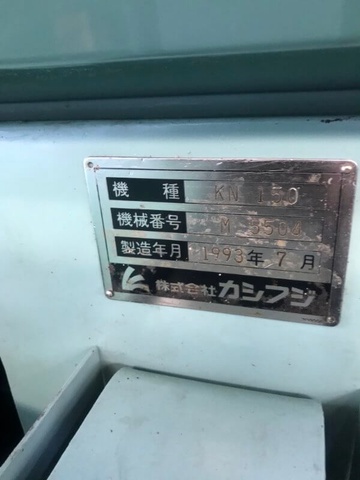 機種 KN 150
機械番号 M
製造年月 1993年 7月
株式会社 カシフジ